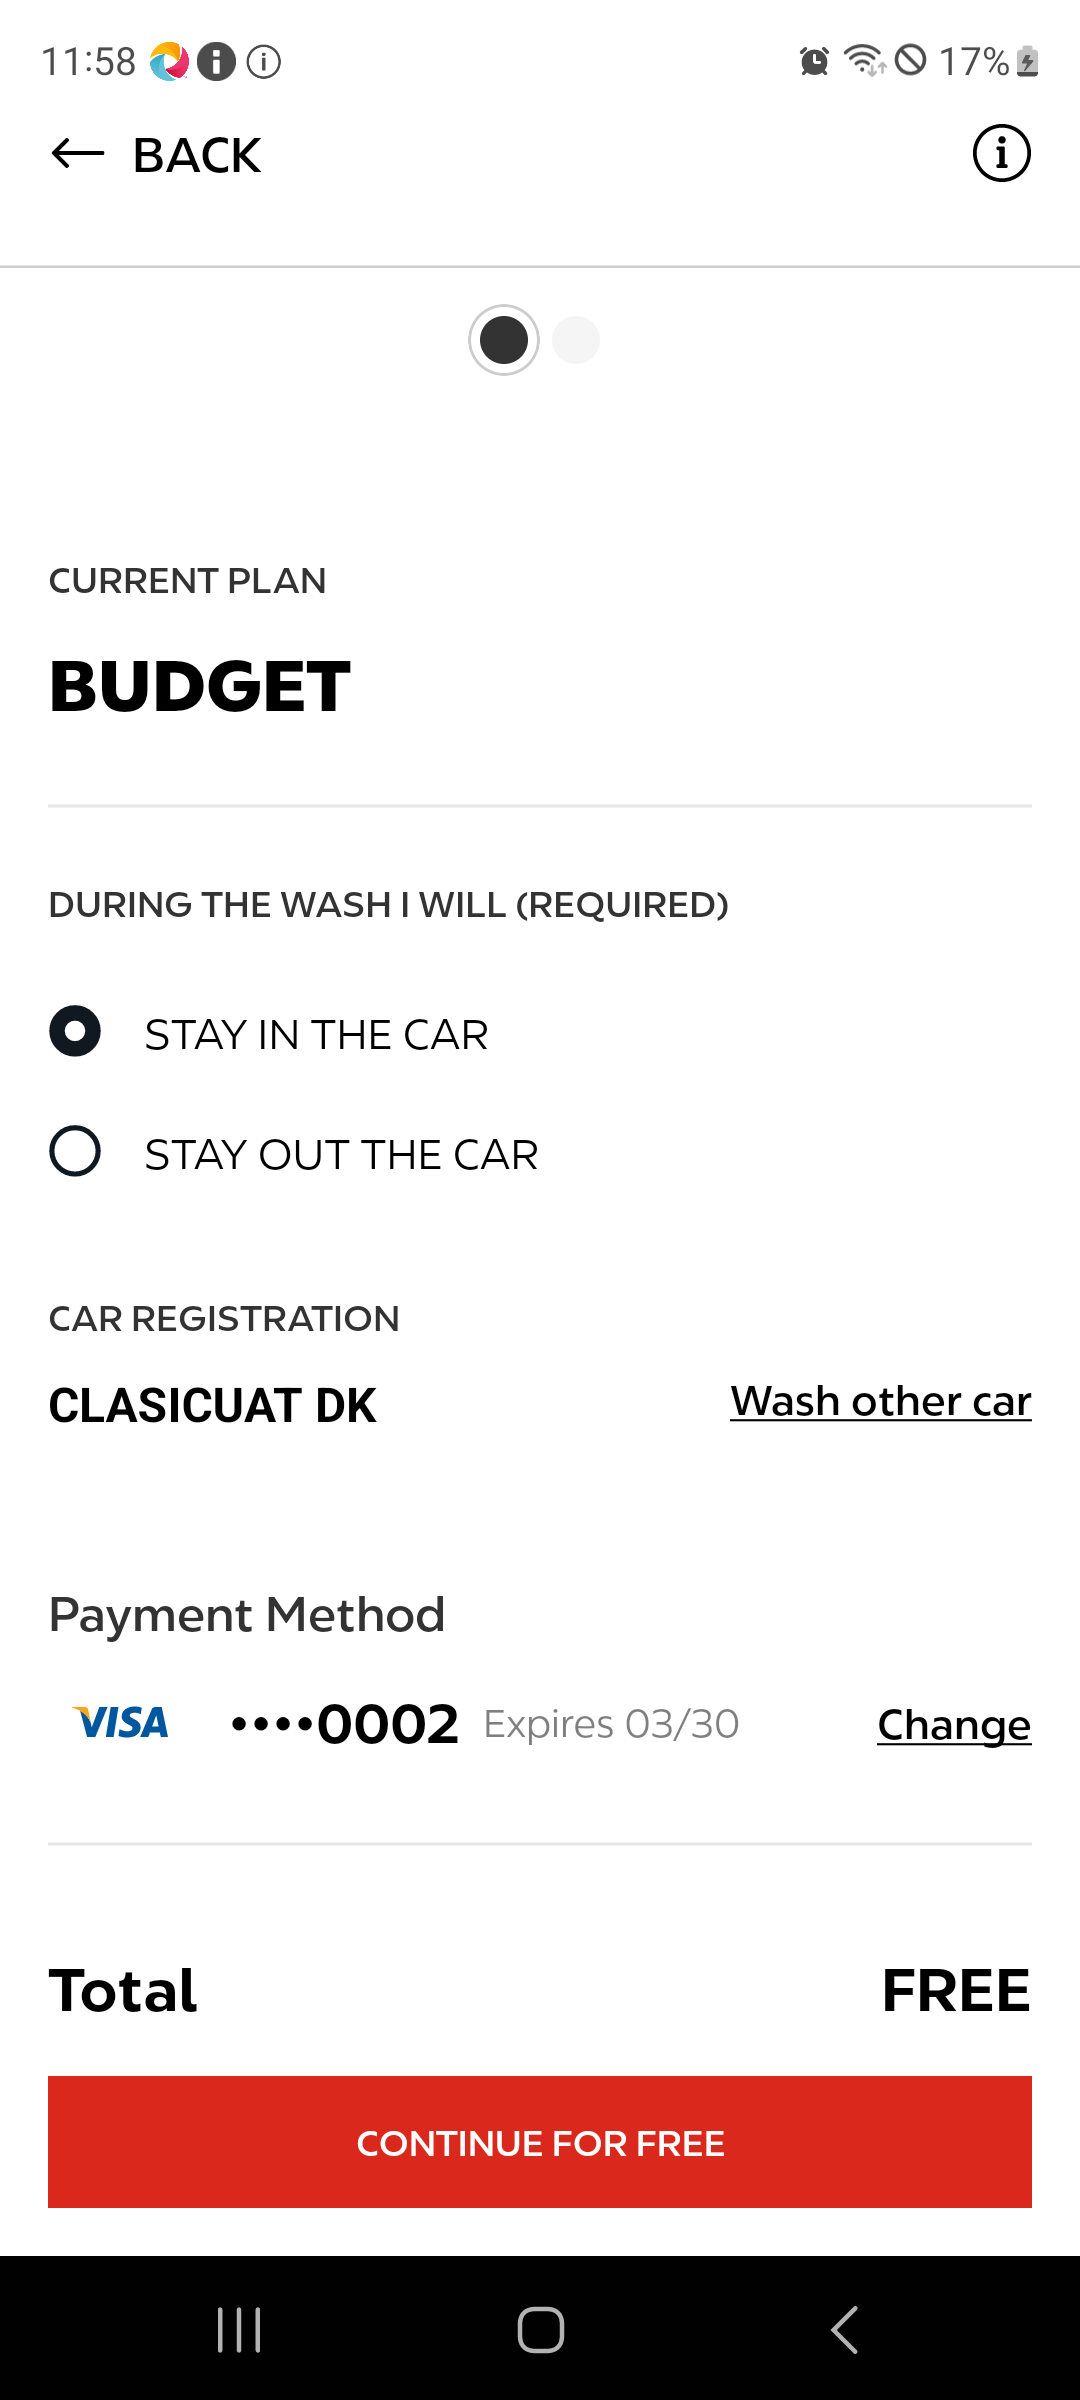 11:58
17%
BACK
CURRENT PLAN
BUDGET
DURING THE WASH I WILL (REQUIRED)
STAY IN THE CAR
STAY OUT THE CAR
CAR REGISTRATION
CLASICUAT DK
Wash other car
Payment Method
VISA ••••0002 Expires 03/30 Change
Total FREE
CONTINUE FOR FREE